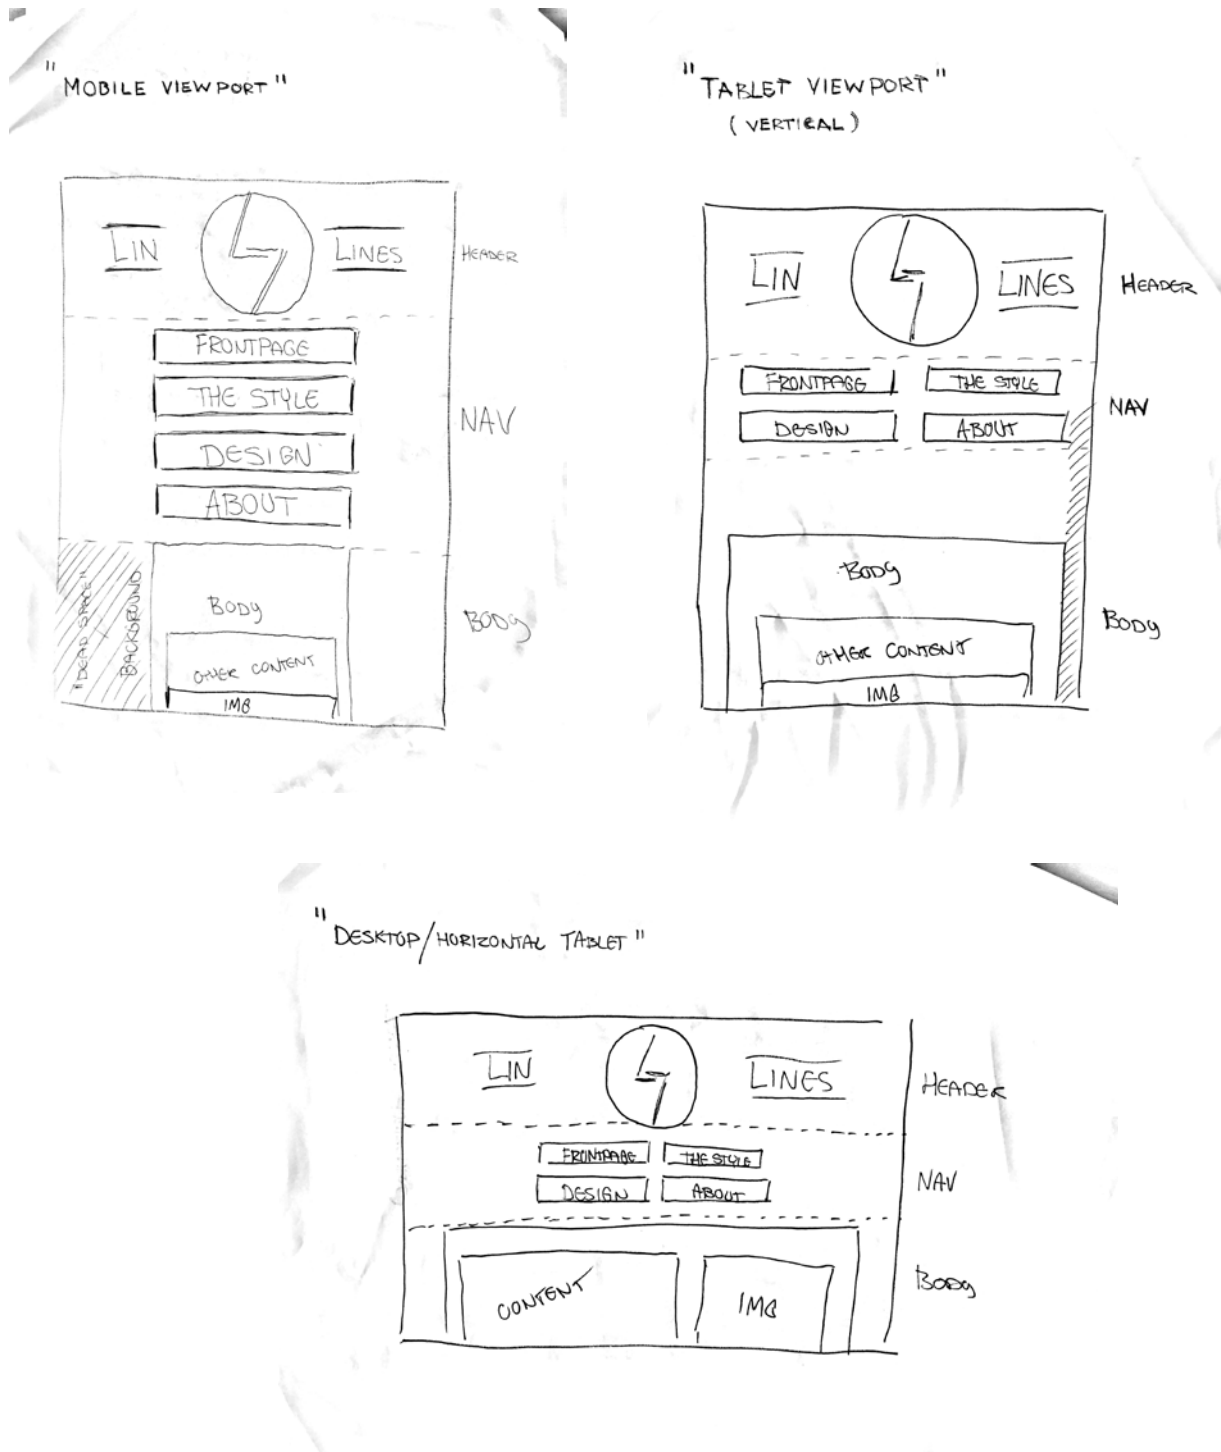 "MOBILE VIEWPORT"
LIN
LINES
HEADER
FRONTPAGE
THE STYLE
DESIGN
ABOUT
NAV
"DEAD SPACE"
BACKGROUND
BODY
OTHER CONTENT
IMG
BODY
"TABLET VIEWPORT"
(VERTICAL)
LIN
LINES
HEADER
FRONTPAGE
THE STYLE
DESIGN
ABOUT
NAV
BODY
OTHER CONTENT
IMG
BODY
"DESKTOP/HORIZONTAL TABLET"
LIN
LINES
HEADER
FRONTPAGE
THE STYLE
DESIGN
ABOUT
NAV
CONTENT
IMG
BODY